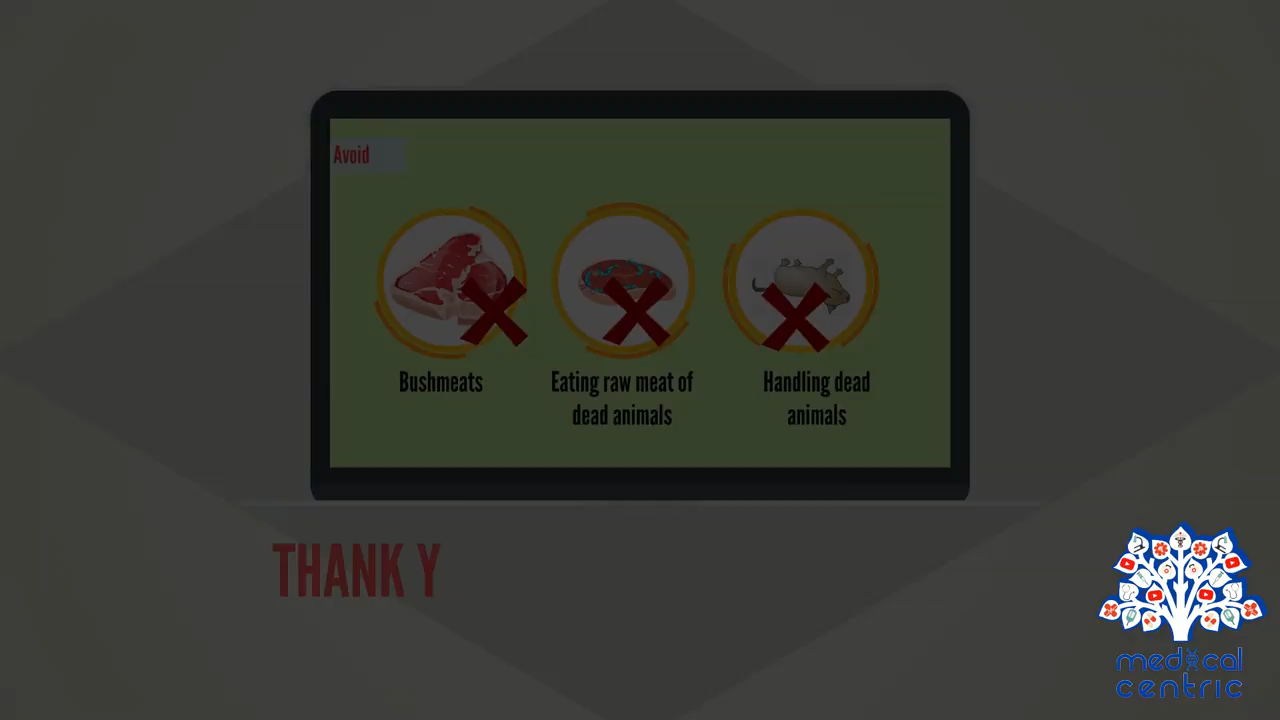 Avoid
Bushmeats
Eating raw meat of
dead animals
Handling dead
animals
THANK Y
medical
centric